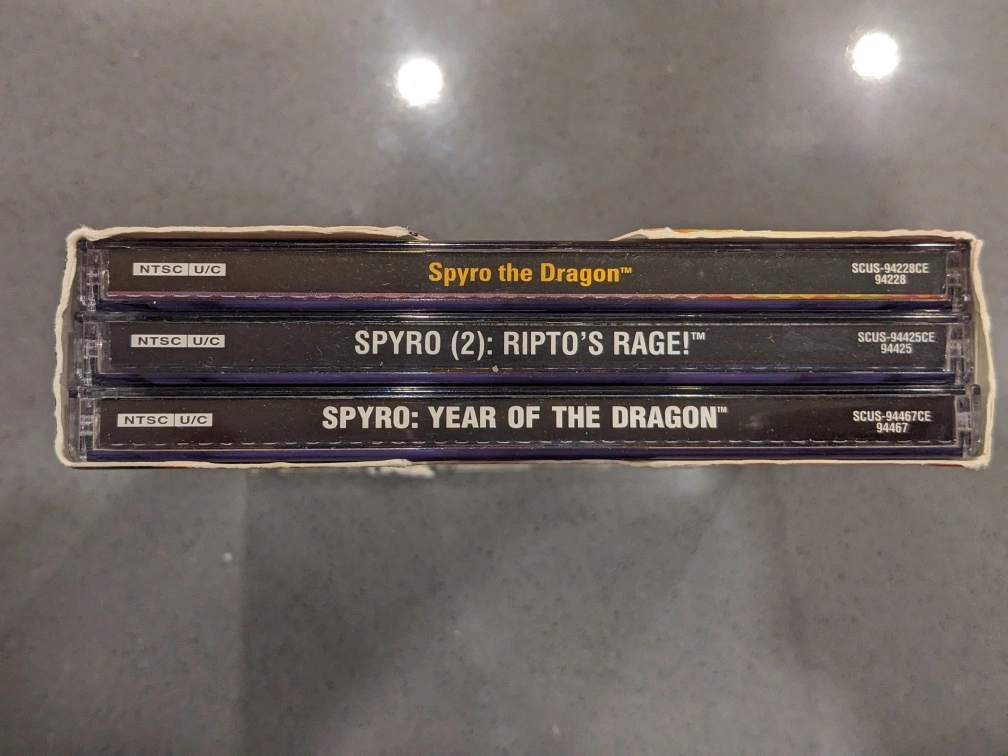 NTSC U/C Spyro the Dragon™ SCUS-94228CE
94228
NTSC U/C SPYRO (2): RIPTO'S RAGE!™ SCUS-94425CE
94425
NTSC U/C SPYRO: YEAR OF THE DRAGON™ SCUS-94467CE
94467